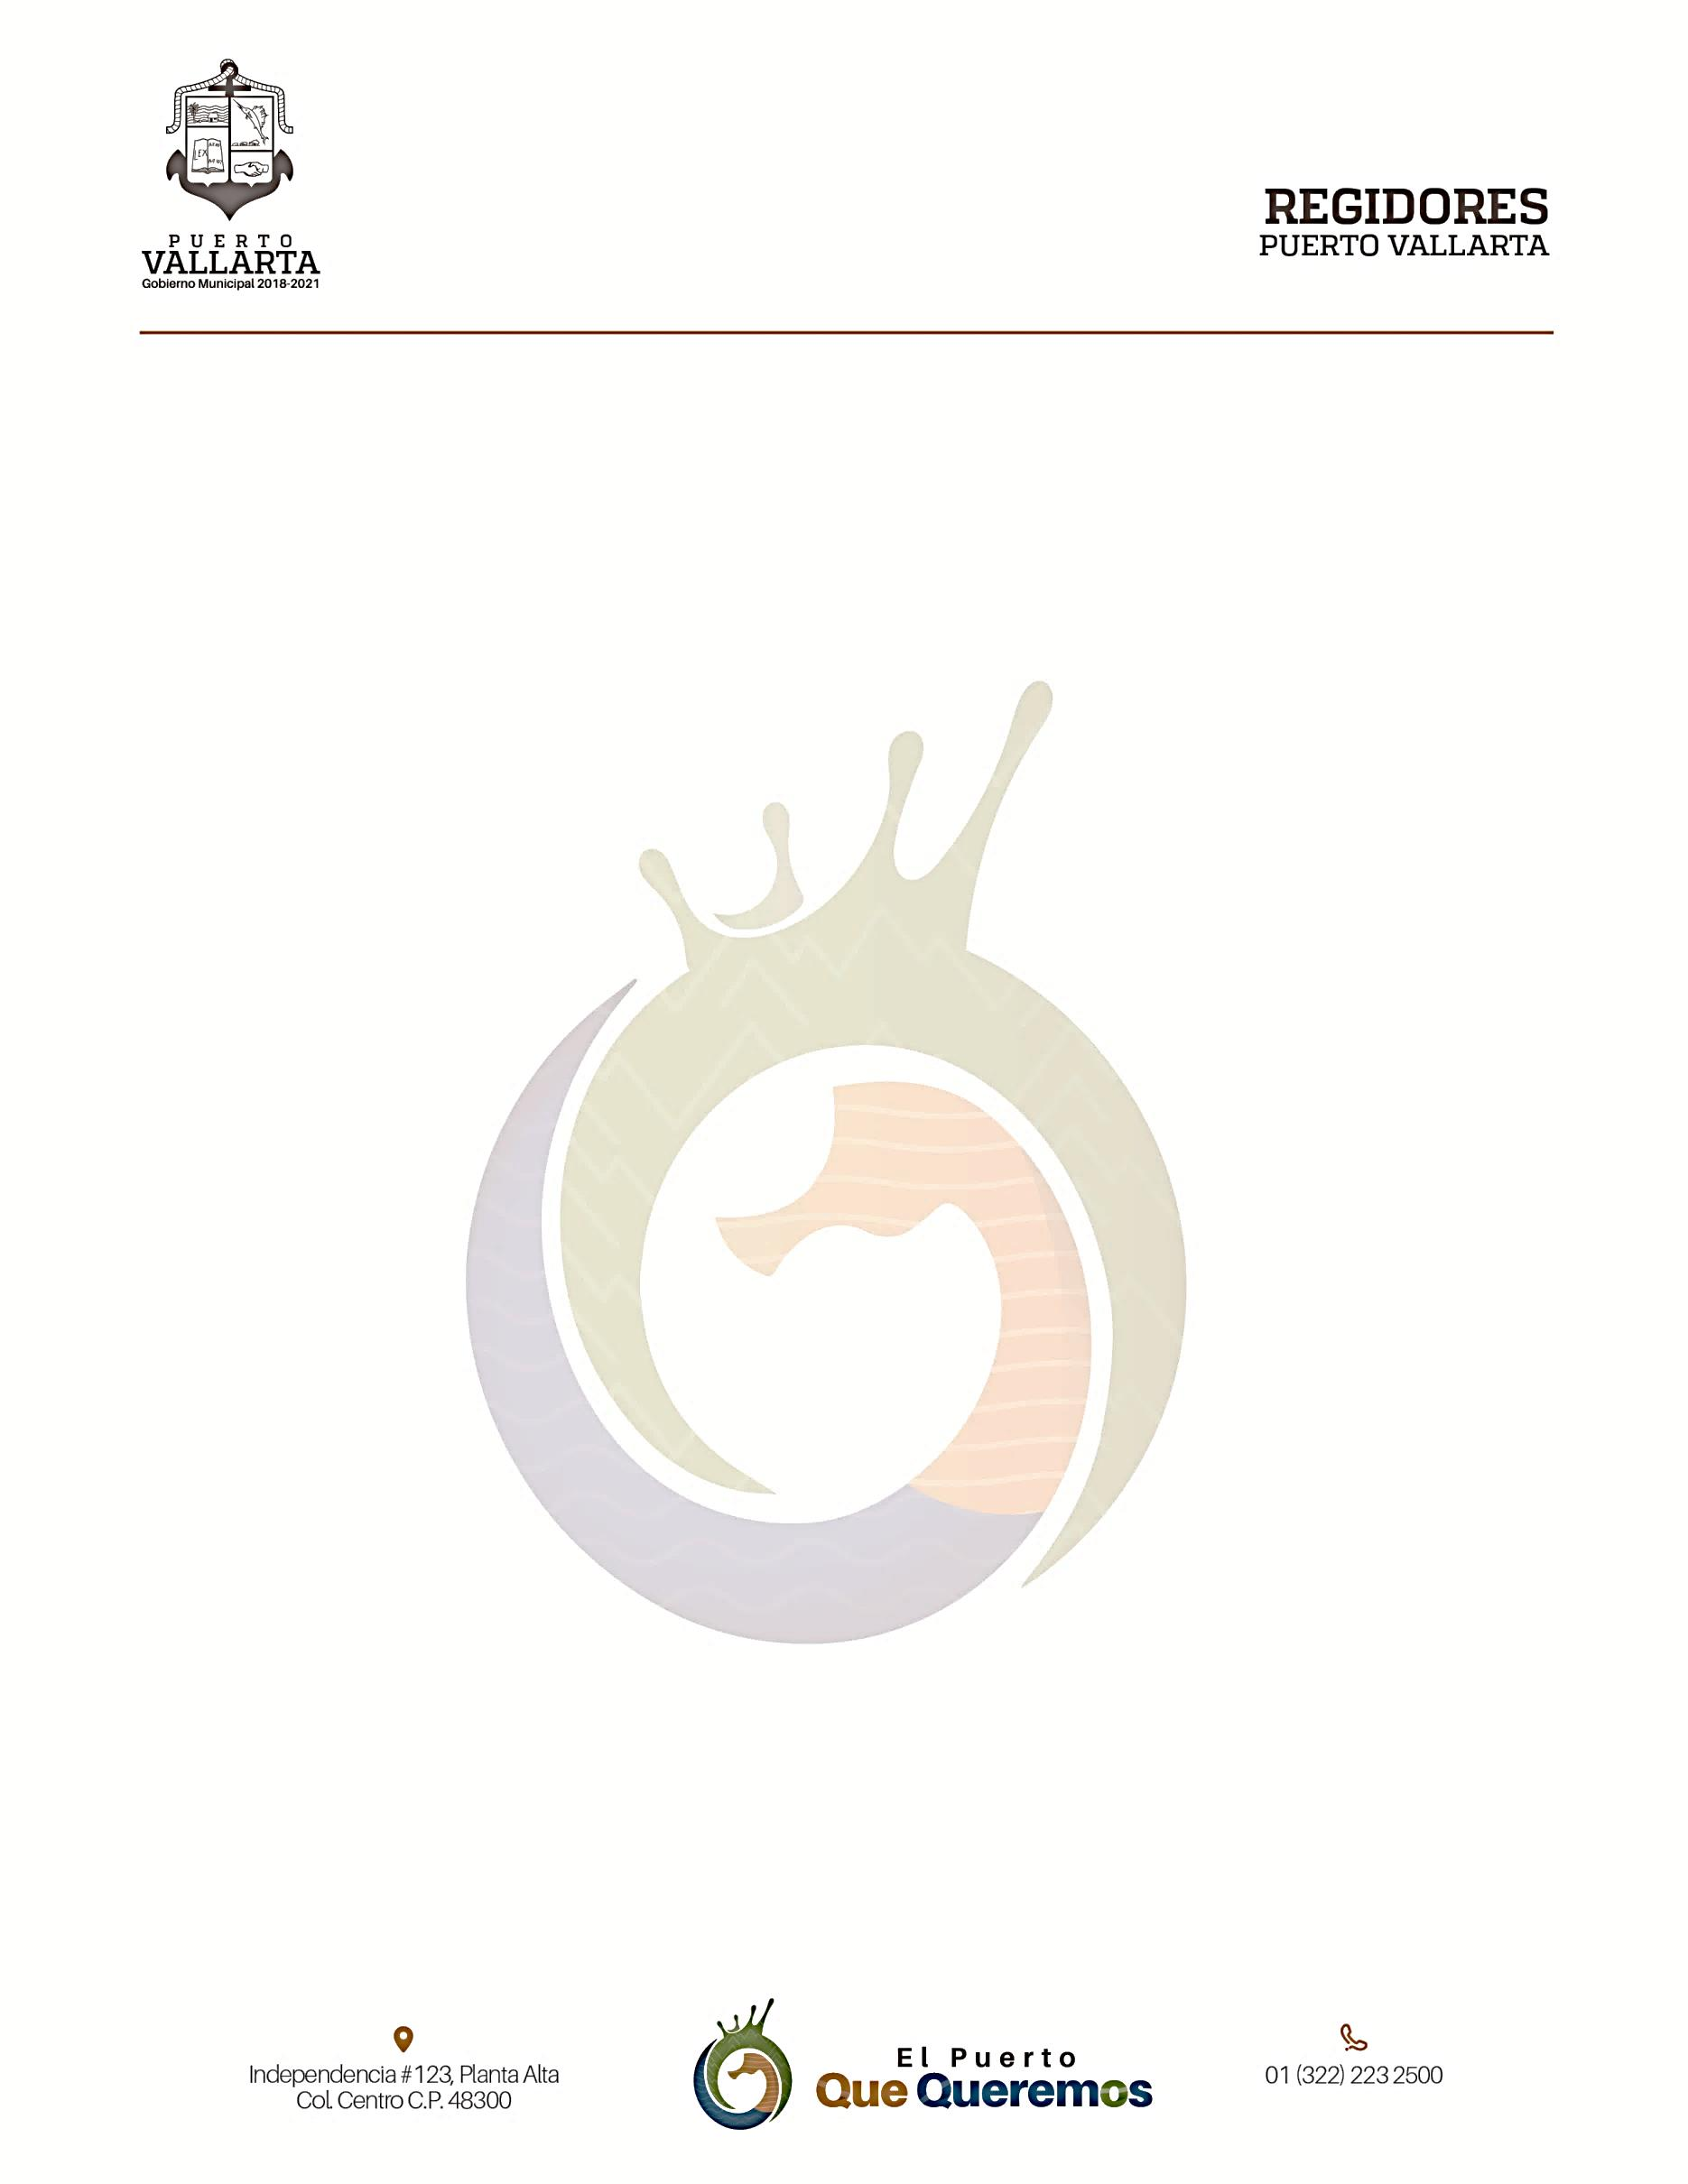 LEX
PUERTO
VALLARTA
Gobierno Municipal 2018-2021
REGIDORES
PUERTO VALLARTA
Independencia #123, Planta Alta
Col. Centro C.P. 48300
El Puerto
Que Queremos
01 (322) 223 2500